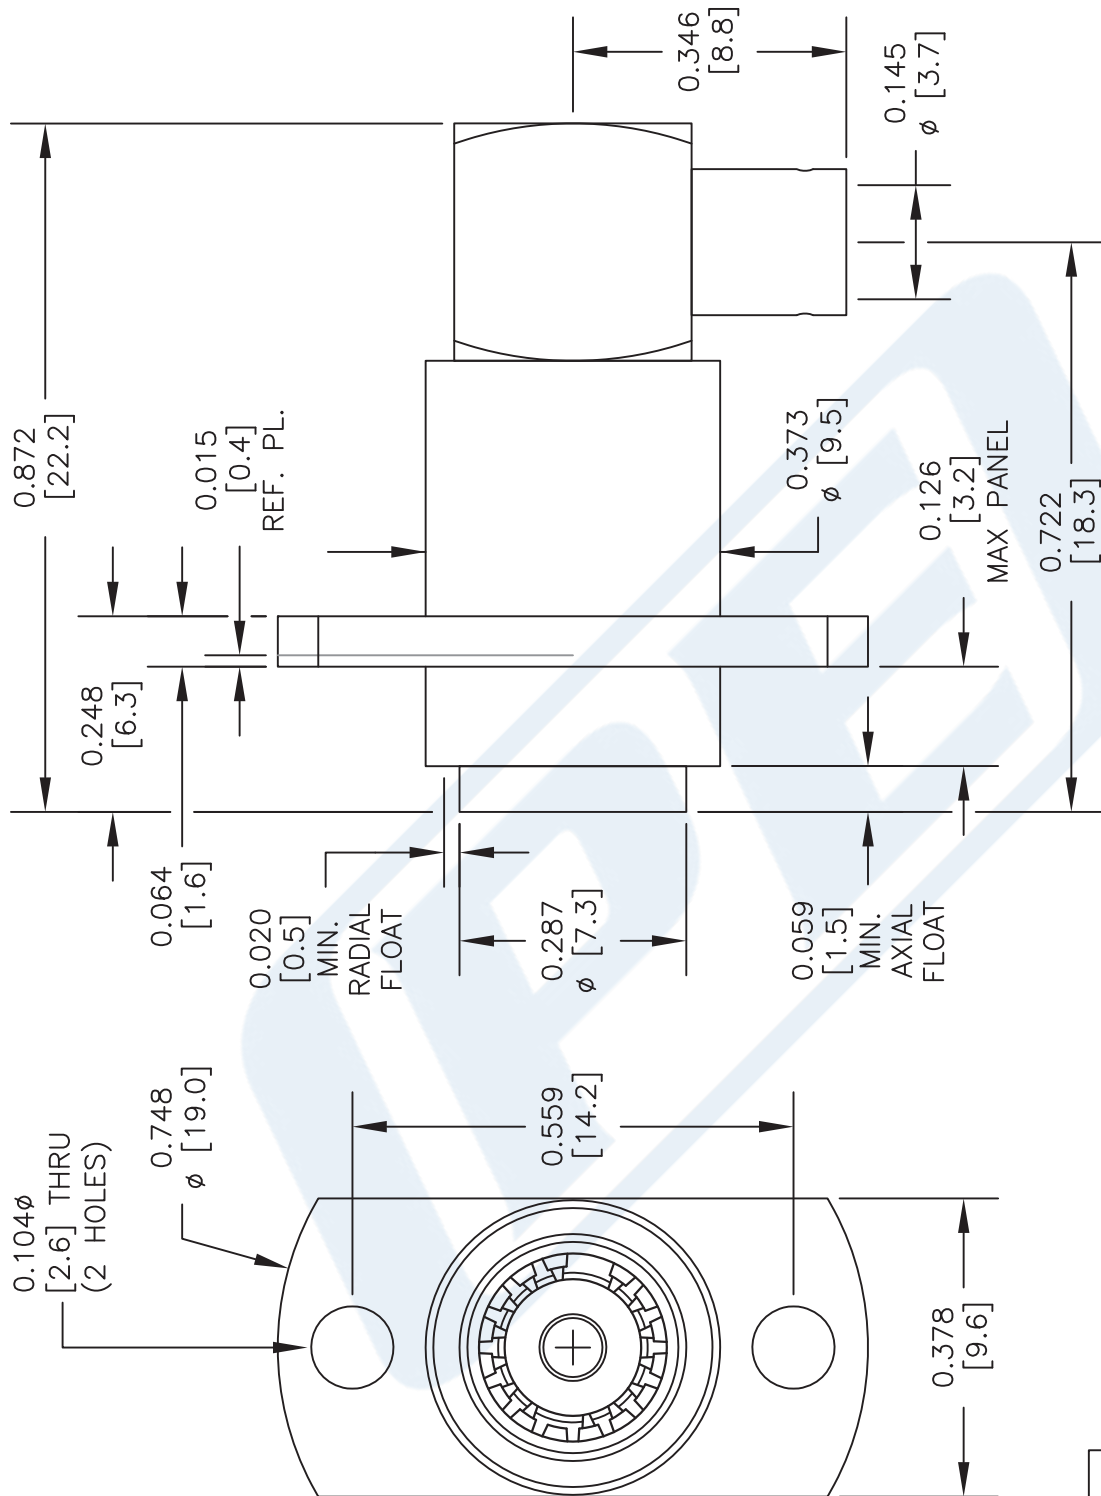 0.346
[8.8]
0.145
ø [3.7]
0.872
[22.2]
0.015
[0.4]
REF. PL.
0.373
ø [9.5]
0.126
[3.2]
MAX PANEL
0.722
[18.3]
0.248
[6.3]
0.064
[1.6]
0.020
[0.5]
MIN.
RADIAL
FLOAT
0.287
ø [7.3]
0.059
[1.5]
MIN.
AXIAL
FLOAT
0.104ø
[2.6] THRU
(2 HOLES)
0.748
ø [19.0]
0.559
[14.2]
0.378
[9.6]
PE